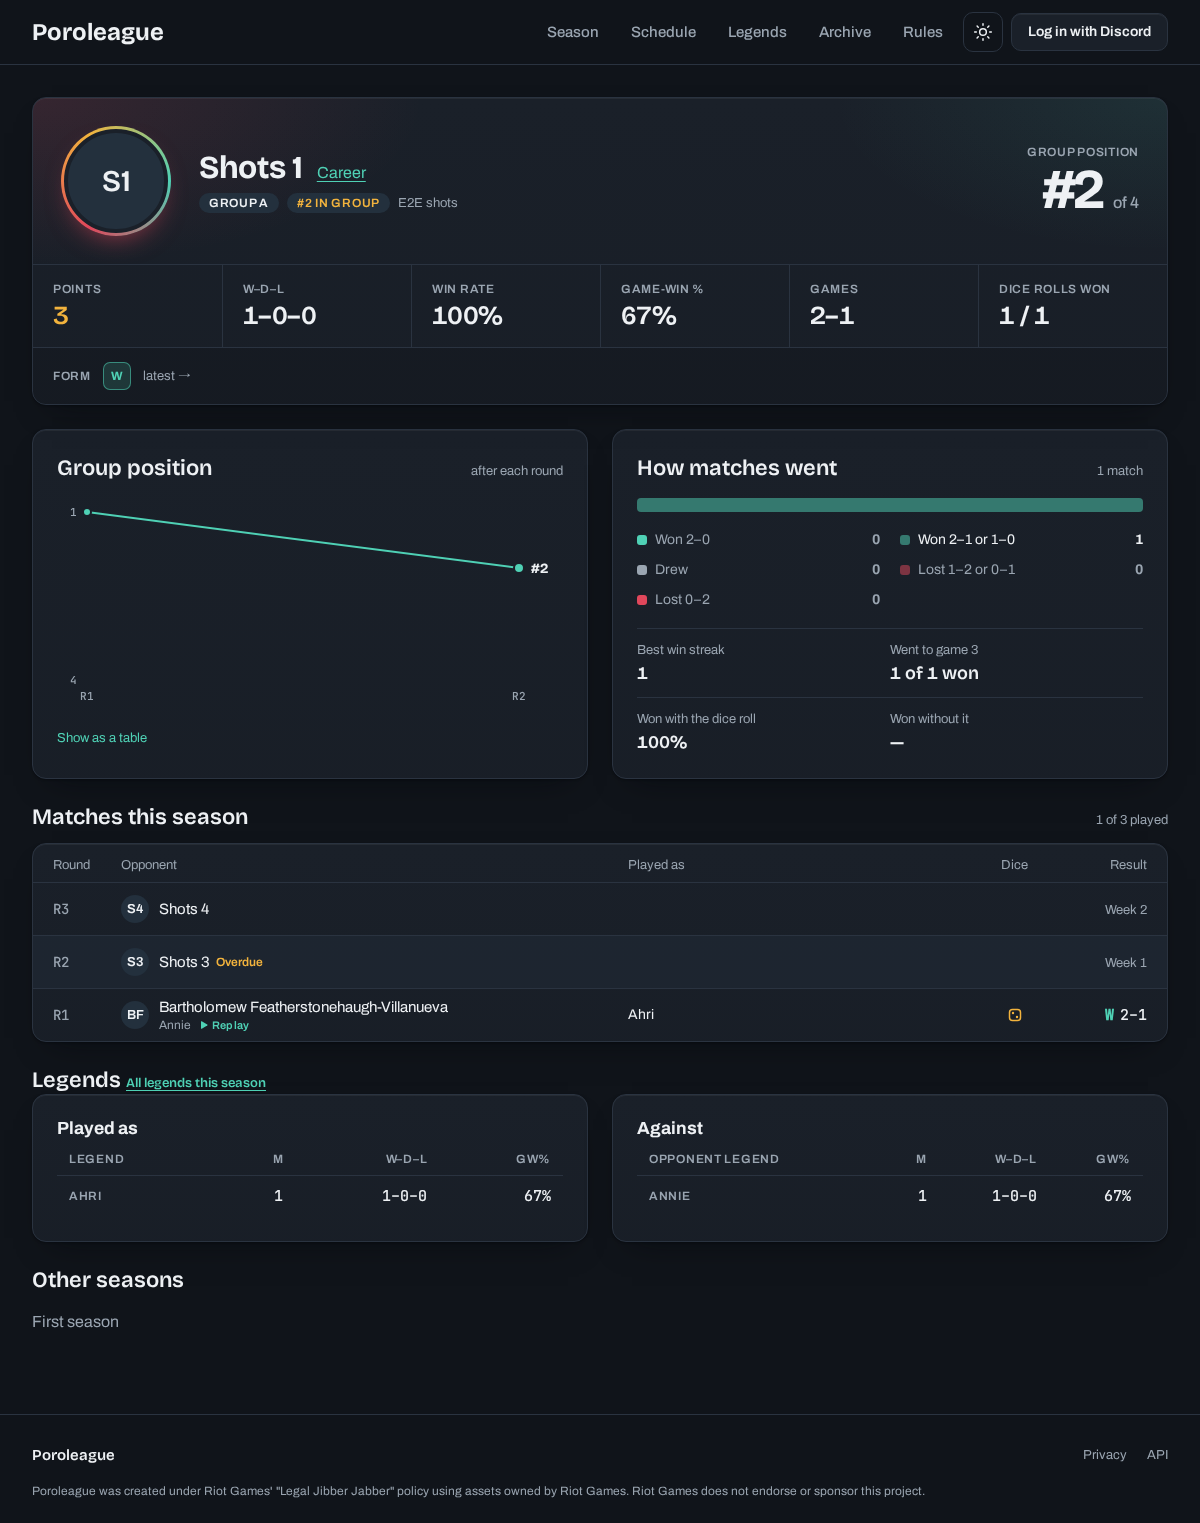 Poroleague
Season Schedule Legends Archive Rules Log in with Discord
S1
Shots 1 Career
GROUP A #2 IN GROUP E2E shots
GROUP POSITION
#2 of 4
POINTS
3
W–D–L
1–0–0
WIN RATE
100%
GAME-WIN %
67%
GAMES
2–1
DICE ROLLS WON
1 / 1
FORM W latest →
Group position after each round
1
#2
4
R1 R2
Show as a table
How matches went 1 match
Won 2–0 0 Won 2–1 or 1–0 1
Drew 0 Lost 1–2 or 0–1 0
Lost 0–2 0
Best win streak
1
Went to game 3
1 of 1 won
Won with the dice roll
100%
Won without it
–
Matches this season 1 of 3 played
Round Opponent Played as Dice Result
R3 S4 Shots 4 Week 2
R2 S3 Shots 3 Overdue Week 1
R1 BF Bartholomew Featherstonehaugh-Villanueva Ahri W 2–1
Annie ▶ Replay
Legends All legends this season
Played as
LEGEND M W–D–L GW%
AHRI 1 1–0–0 67%
Against
OPPONENT LEGEND M W–D–L GW%
ANNIE 1 1–0–0 67%
Other seasons
First season
Poroleague Privacy API
Poroleague was created under Riot Games' "Legal Jibber Jabber" policy using assets owned by Riot Games. Riot Games does not endorse or sponsor this project.